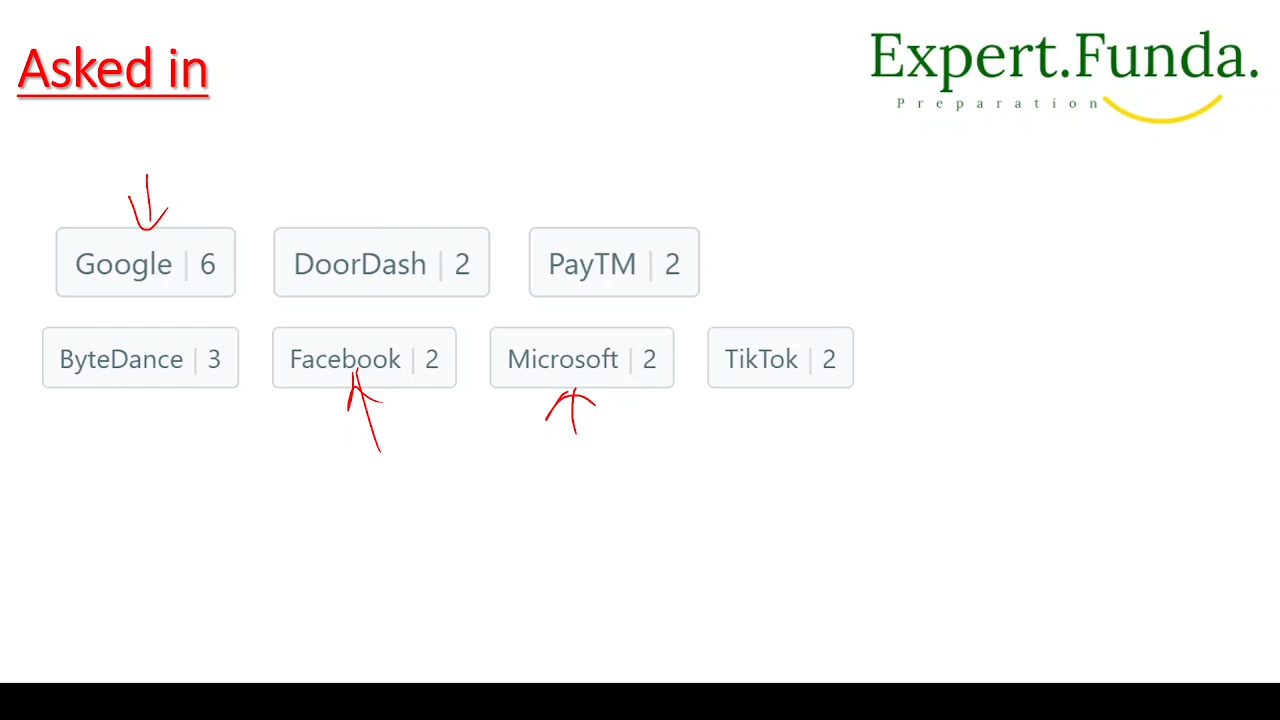 Asked in
Expert.Funda.
Preparation
Google | 6
DoorDash | 2
PayTM | 2
ByteDance | 3
Facebook | 2
Microsoft | 2
TikTok | 2